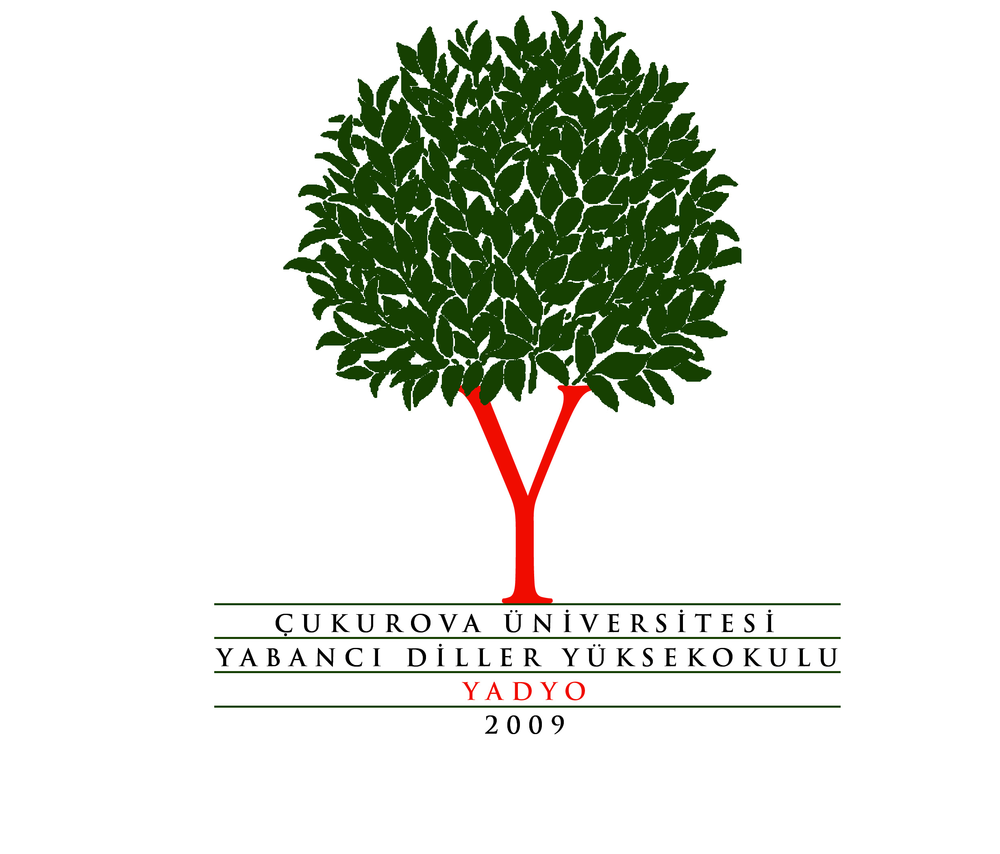 ÇUKUROVA ÜNİVERSİTESİ
YABANCI DİLLER YÜKSEKOKULU
YADYO
2009